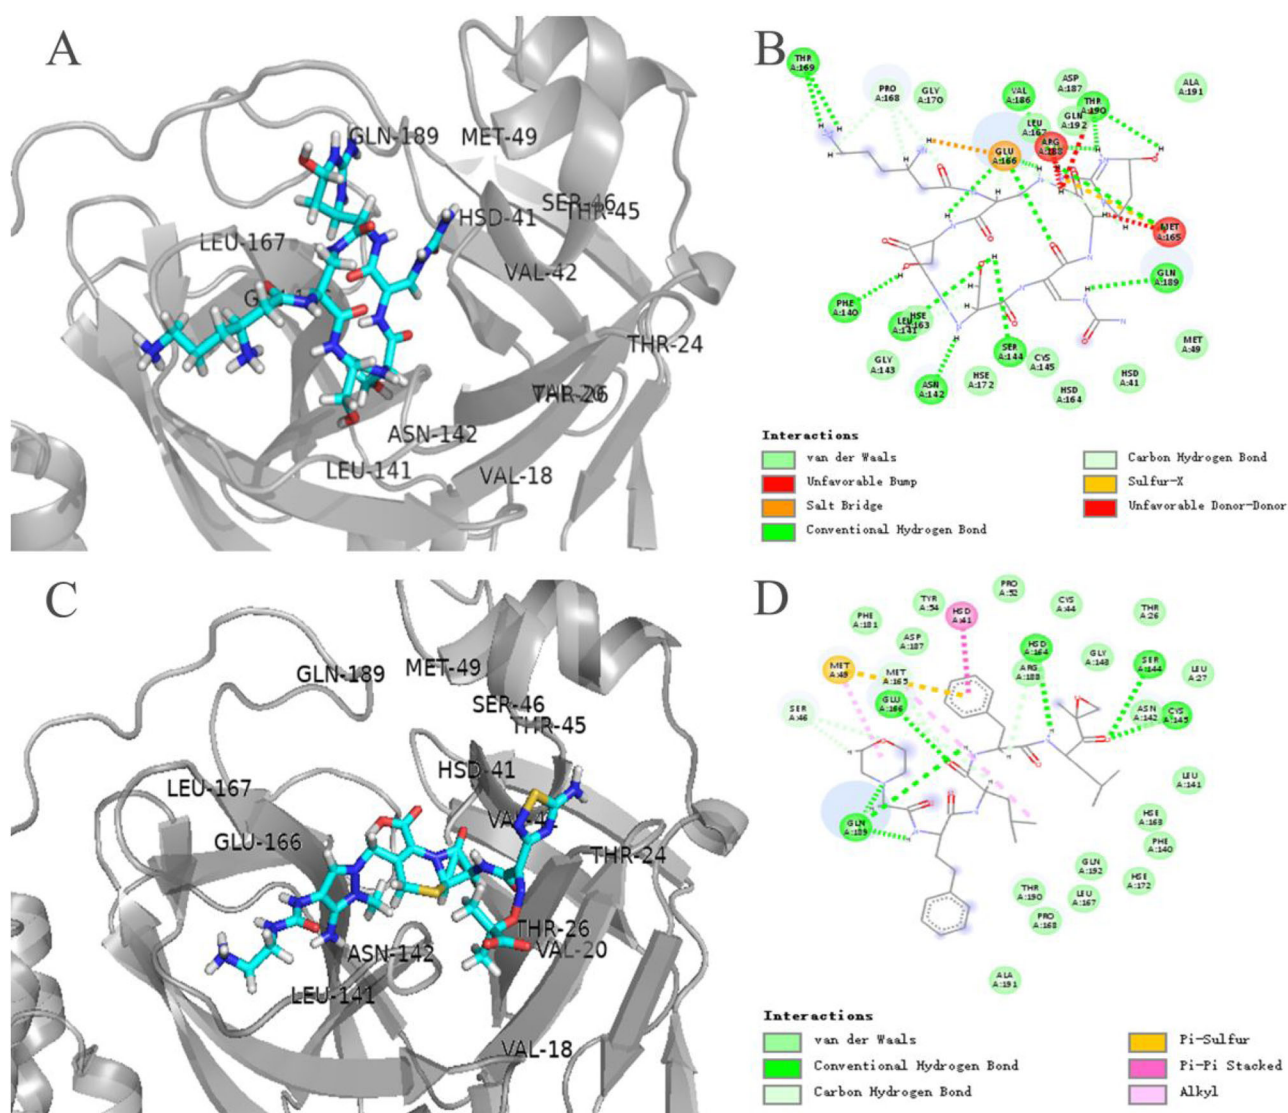 A
GLN-189
MET-49
SER-46
THR-45
HSD-41
LEU-167
VAL-42
THR-24
THR-26
ASN-142
LEU-141
VAL-18
B
THR
A:169
PRO
A:168
GLY
A:170
VAL
A:186
ASP
A:187
THR
A:190
ALA
A:191
LEU
A:167
GLN
A:192
GLU
A:166
ARG
A:188
MET
A:165
GLN
A:189
PHE
A:140
LEU
A:141
HSE
A:163
SER
A:144
GLY
A:143
ASN
A:142
HSE
A:172
CYS
A:145
HSD
A:164
HSD
A:41
MET
A:49
Interactions
van der Waals
Unfavorable Bump
Salt Bridge
Conventional Hydrogen Bond
Carbon Hydrogen Bond
Sulfur-X
Unfavorable Donor-Donor
C
GLN-189
MET-49
SER-46
THR-45
HSD-41
LEU-167
GLU-166
THR-24
THR-26
VAL-20
ASN-142
LEU-141
VAL-18
D
PHE
A:181
TYR
A:54
PRO
A:52
CYS
A:44
THR
A:26
ASP
A:187
HSD
A:41
HSD
A:164
GLY
A:143
SER
A:144
LEU
A:27
MET
A:49
MET
A:165
ARG
A:188
GLU
A:166
ASN
A:142
CYS
A:145
SER
A:46
LEU
A:141
GLN
A:189
HSE
A:163
PHE
A:140
HSE
A:172
GLN
A:192
LEU
A:167
THR
A:190
PRO
A:168
ALA
A:191
Interactions
van der Waals
Conventional Hydrogen Bond
Carbon Hydrogen Bond
Pi-Sulfur
Pi-Pi Stacked
Alkyl